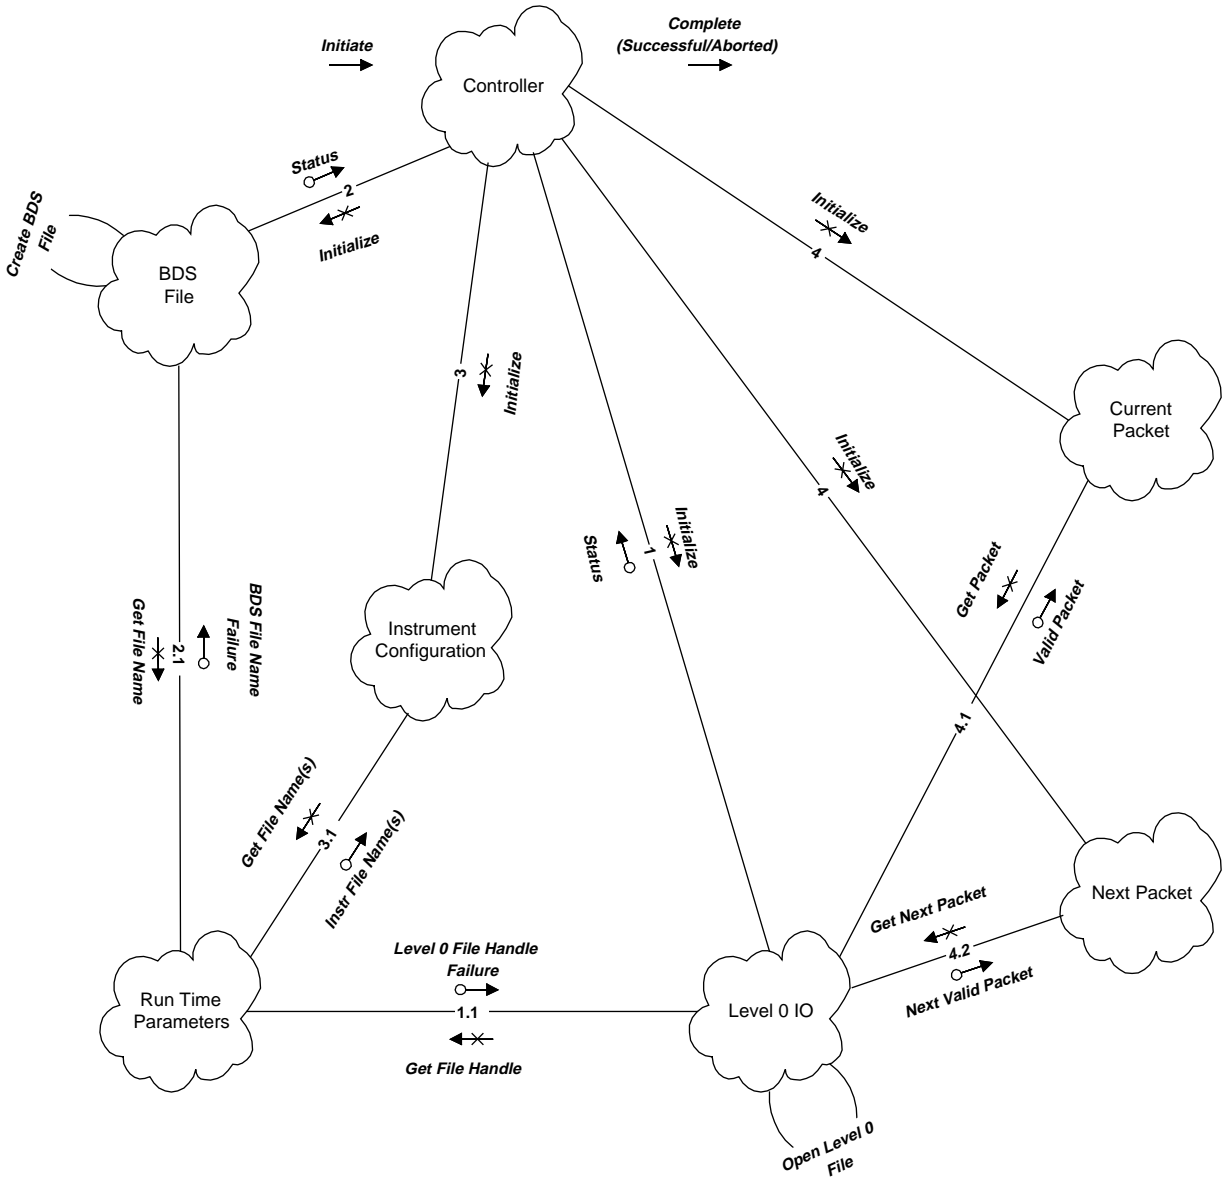 Complete
(Successful/Aborted)
Initiate
Controller
Status
2
Initialize
Create BDS
File
BDS
File
Initialize
4
3
Initialize
Current
Packet
Initialize
4
Status
1
Initialize
Get Packet
Valid Packet
Get File Name
2.1
BDS File Name
Failure
Instrument
Configuration
4.1
Get File Name(s)
3.1
Instr File Name(s)
Next Packet
Get Next Packet
4.2
Next Valid Packet
Level 0 File Handle
Failure
1.1
Get File Handle
Run Time
Parameters
Level 0 IO
Open Level 0
File